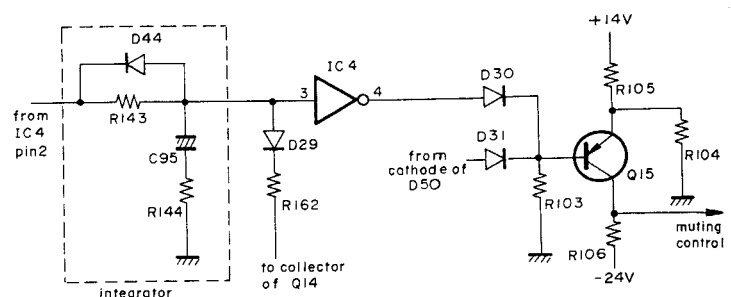 +14V
D44
IC4
D30
R105
3
4
from
IC4
pin2
R143
D29
D31
R104
C95
from
cathode of
D50
Q15
R144
R162
R103
muting
control
R106
to collector
of Q14
-24V
integrator